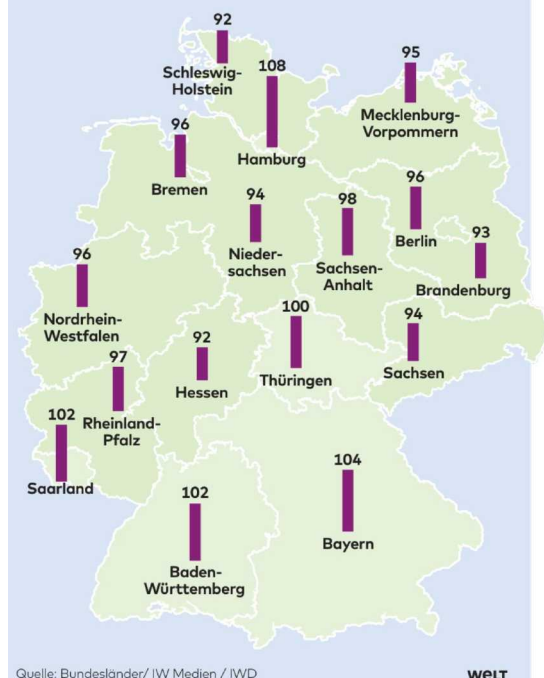 92
Schleswig-
Holstein
108
Hamburg
95
Mecklenburg-
Vorpommern
96
Bremen
94
Nieder-
sachsen
98
Sachsen-
Anhalt
96
Berlin
93
Brandenburg
96
Nordrhein-
Westfalen
92
Hessen
100
Thüringen
94
Sachsen
97
Rheinland-
Pfalz
102
Saarland
102
Baden-
Württemberg
104
Bayern
Quelle: Bundesländer/ IW Medien / IWD
WELT